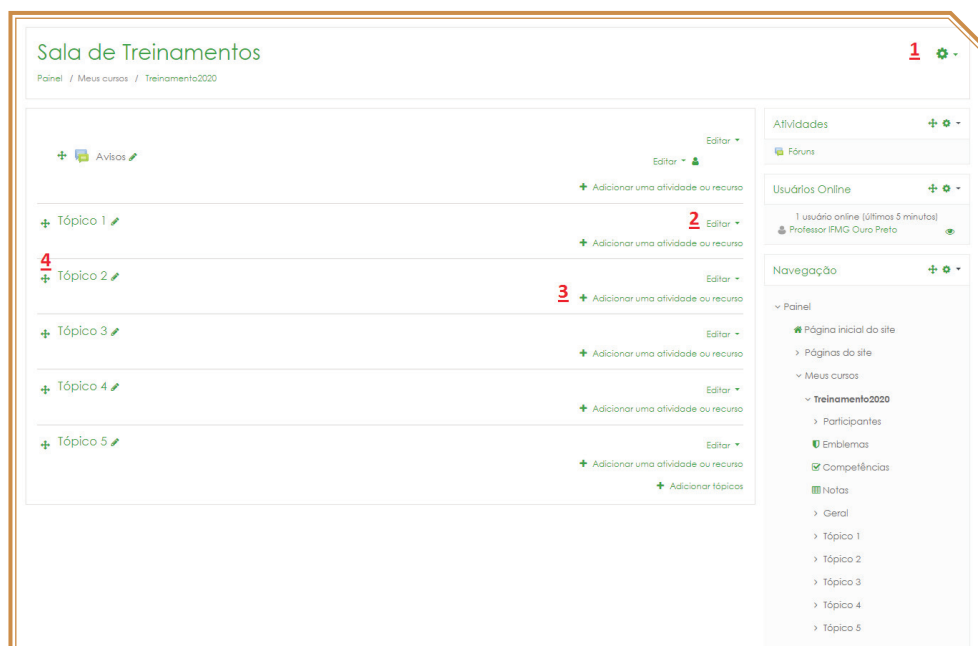 Sala de Treinamentos
1
Painel / Meus cursos / Treinamento2020
Editar
Avisos
Editar
Adicionar uma atividade ou recurso
Tópico 1
2
Editar
Adicionar uma atividade ou recurso
4
Tópico 2
Editar
3
Adicionar uma atividade ou recurso
Tópico 3
Editar
Adicionar uma atividade ou recurso
Tópico 4
Editar
Adicionar uma atividade ou recurso
Tópico 5
Editar
Adicionar uma atividade ou recurso
Adicionar tópicos
Atividades
Fóruns
Usuários Online
1 usuário online (últimos 5 minutos)
Professor IFMG Ouro Preto
Navegação
Painel
Página inicial do site
Páginas do site
Meus cursos
Treinamento2020
Participantes
Emblemas
Competências
Notas
Geral
Tópico 1
Tópico 2
Tópico 3
Tópico 4
Tópico 5